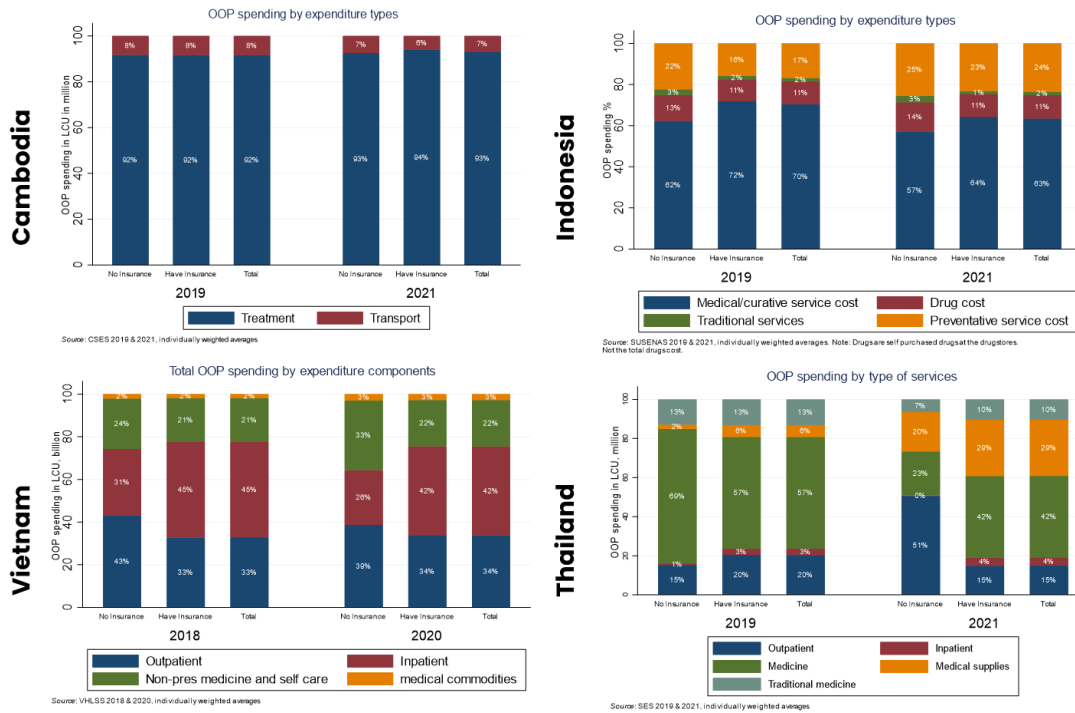 Cambodia
OOP spending by expenditure types
OOP spending in LCU in million
100
80
60
40
20
0
8% 8% 8% 7% 6% 7%
92% 92% 92% 93% 94% 93%
No Insurance Have Insurance Total No Insurance Have Insurance Total
2019 2021
Treatment Transport
Source: CSES 2019 & 2021, individually weighted averages
Indonesia
OOP spending by expenditure types
OOP spending %
100
80
60
40
20
0
22% 16% 17% 25% 23% 24%
3% 2% 2% 3% 1% 2%
13% 11% 11% 14% 11% 11%
62% 72% 70% 57% 64% 63%
No Insurance Have Insurance Total No Insurance Have Insurance Total
2019 2021
Medical/curative service cost Drug cost
Traditional services Preventative service cost
Source: SUSENAS 2019 & 2021, individually weighted averages. Note: Drugs are self purchased drugs at the drugstores.
Not the total drugs cost.
Vietnam
Total OOP spending by expenditure components
OOP spending in LCU, billion
100
80
60
40
20
0
2% 2% 2% 3% 3% 3%
24% 21% 21% 33% 22% 22%
31% 45% 45% 26% 42% 42%
43% 33% 33% 39% 34% 34%
No Insurance Have Insurance Total No Insurance Have Insurance Total
2018 2020
Outpatient Inpatient
Non-pres medicine and self care medical commodities
Source: VHLSS 2018 & 2020, individually weighted averages
Thailand
OOP spending by type of services
OOP spending in LCU, million
100
80
60
40
20
0
13% 13% 13% 7% 10% 10%
2% 6% 6% 20% 29% 29%
69% 57% 57% 23% 42% 42%
1% 3% 3% 0% 4% 4%
15% 20% 20% 51% 15% 15%
No Insurance Have Insurance Total No Insurance Have Insurance Total
2019 2021
Outpatient Inpatient
Medicine Medical supplies
Traditional medicine
Source: SES 2019 & 2021, individually weighted averages